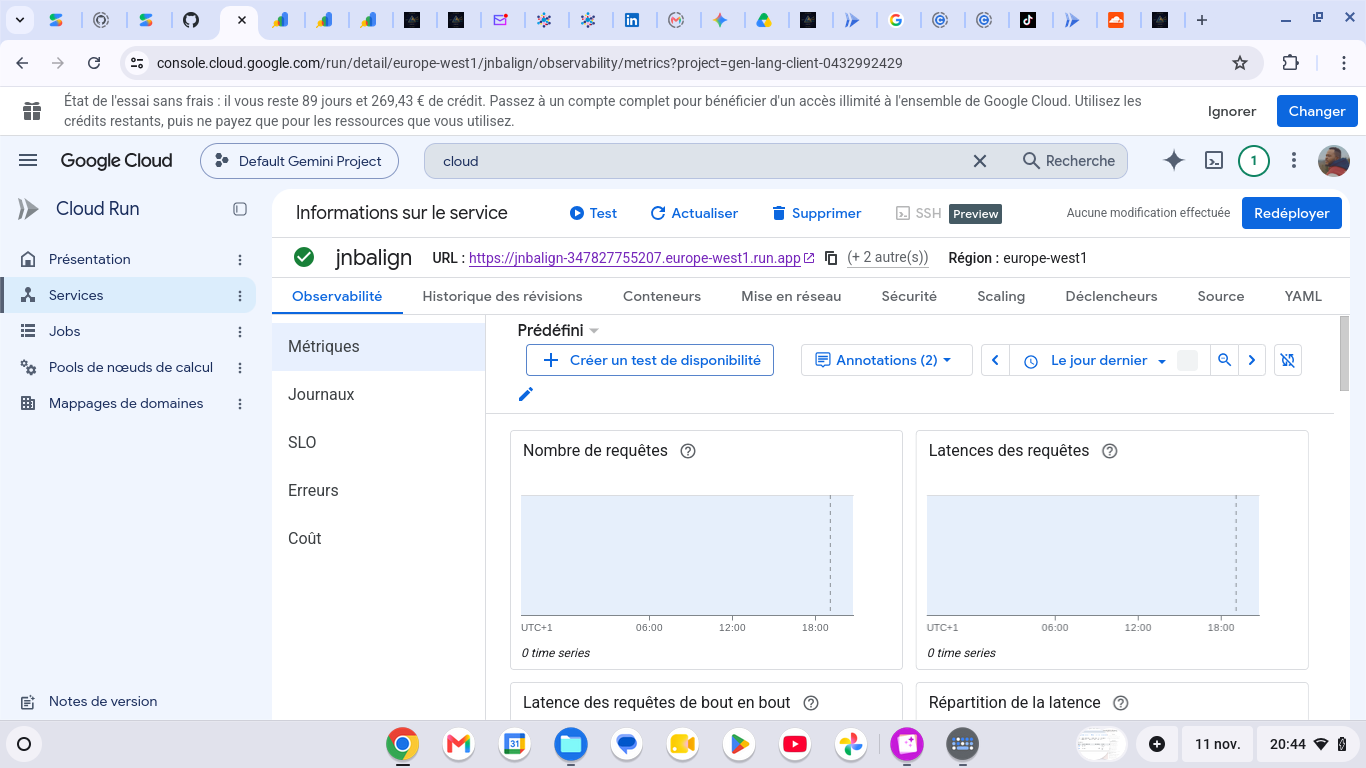 console.cloud.google.com/run/detail/europe-west1/jnbalign/observability/metrics?project=gen-lang-client-0432992429
État de l'essai sans frais : il vous reste 89 jours et 269,43 € de crédit. Passez à un compte complet pour bénéficier d'un accès illimité à l'ensemble de Google Cloud. Utilisez les
crédits restants, puis ne payez que pour les ressources que vous utilisez.
Ignorer
Changer
Google Cloud
Default Gemini Project
cloud
Recherche
1
Cloud Run
Présentation
Services
Jobs
Pools de nœuds de calcul
Mappages de domaines
Notes de version
Informations sur le service
Test
Actualiser
Supprimer
SSH
Preview
Aucune modification effectuée
Redéployer
jnbalign
URL : https://jnbalign-347827755207.europe-west1.run.app
(+ 2 autre(s))
Région : europe-west1
Observabilité
Historique des révisions
Conteneurs
Mise en réseau
Sécurité
Scaling
Déclencheurs
Source
YAML
Métriques
Journaux
SLO
Erreurs
Coût
Prédéfini
Créer un test de disponibilité
Annotations (2)
Le jour dernier
Nombre de requêtes
UTC+1 06:00 12:00 18:00
0 time series
Latences des requêtes
UTC+1 06:00 12:00 18:00
0 time series
Latence des requêtes de bout en bout
Répartition de la latence
31
11 nov.
20:44